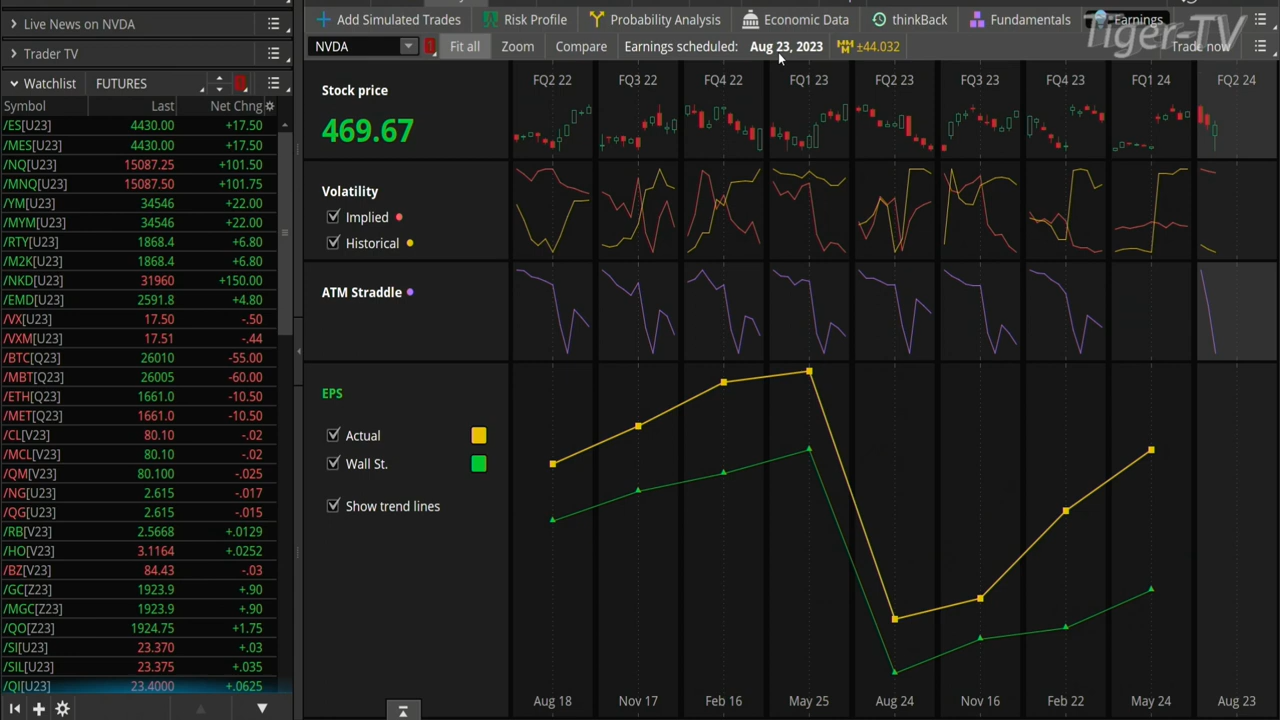 Add Simulated Trades Risk Profile Probability Analysis Economic Data thinkBack Fundamentals Earnings
Tiger-TV
NVDA Fit all Zoom Compare Earnings scheduled: Aug 23, 2023 ±44.032 Trade now
Live News on NVDA
Trader TV
Watchlist FUTURES
Symbol Last Net Chng
/ES[U23] 4430.00 +17.50
/MES[U23] 4430.00 +17.50
/NQ[U23] 15087.25 +101.50
/MNQ[U23] 15087.50 +101.75
/YM[U23] 34546 +22.00
/MYM[U23] 34546 +22.00
/RTY[U23] 1868.4 +6.80
/M2K[U23] 1868.4 +6.80
/NKD[U23] 31960 +150.00
/EMD[U23] 2591.8 +4.80
/VX[U23] 17.50 -.50
/VXM[U23] 17.51 -.44
/BTC[Q23] 26010 -55.00
/MBT[Q23] 26005 -60.00
/ETH[Q23] 1661.0 -10.50
/MET[Q23] 1661.0 -10.50
/CL[V23] 80.10 -.02
/MCL[V23] 80.10 -.02
/QM[V23] 80.100 -.025
/NG[U23] 2.615 -.017
/QG[U23] 2.615 -.015
/RB[V23] 2.5668 +.0129
/HO[V23] 3.1164 +.0252
/BZ[V23] 84.43 -.03
/GC[Z23] 1923.9 +.90
/MGC[Z23] 1923.9 +.90
/QO[Z23] 1924.75 +1.75
/SI[U23] 23.370 +.03
/SIL[U23] 23.375 +.035
/QI[U23] 23.4000 +.0625
FQ2 22 FQ3 22 FQ4 22 FQ1 23 FQ2 23 FQ3 23 FQ4 23 FQ1 24 FQ2 24
Stock price
469.67
Volatility
Implied
Historical
ATM Straddle
EPS
Actual
Wall St.
Show trend lines
Aug 18 Nov 17 Feb 16 May 25 Aug 24 Nov 16 Feb 22 May 24 Aug 23